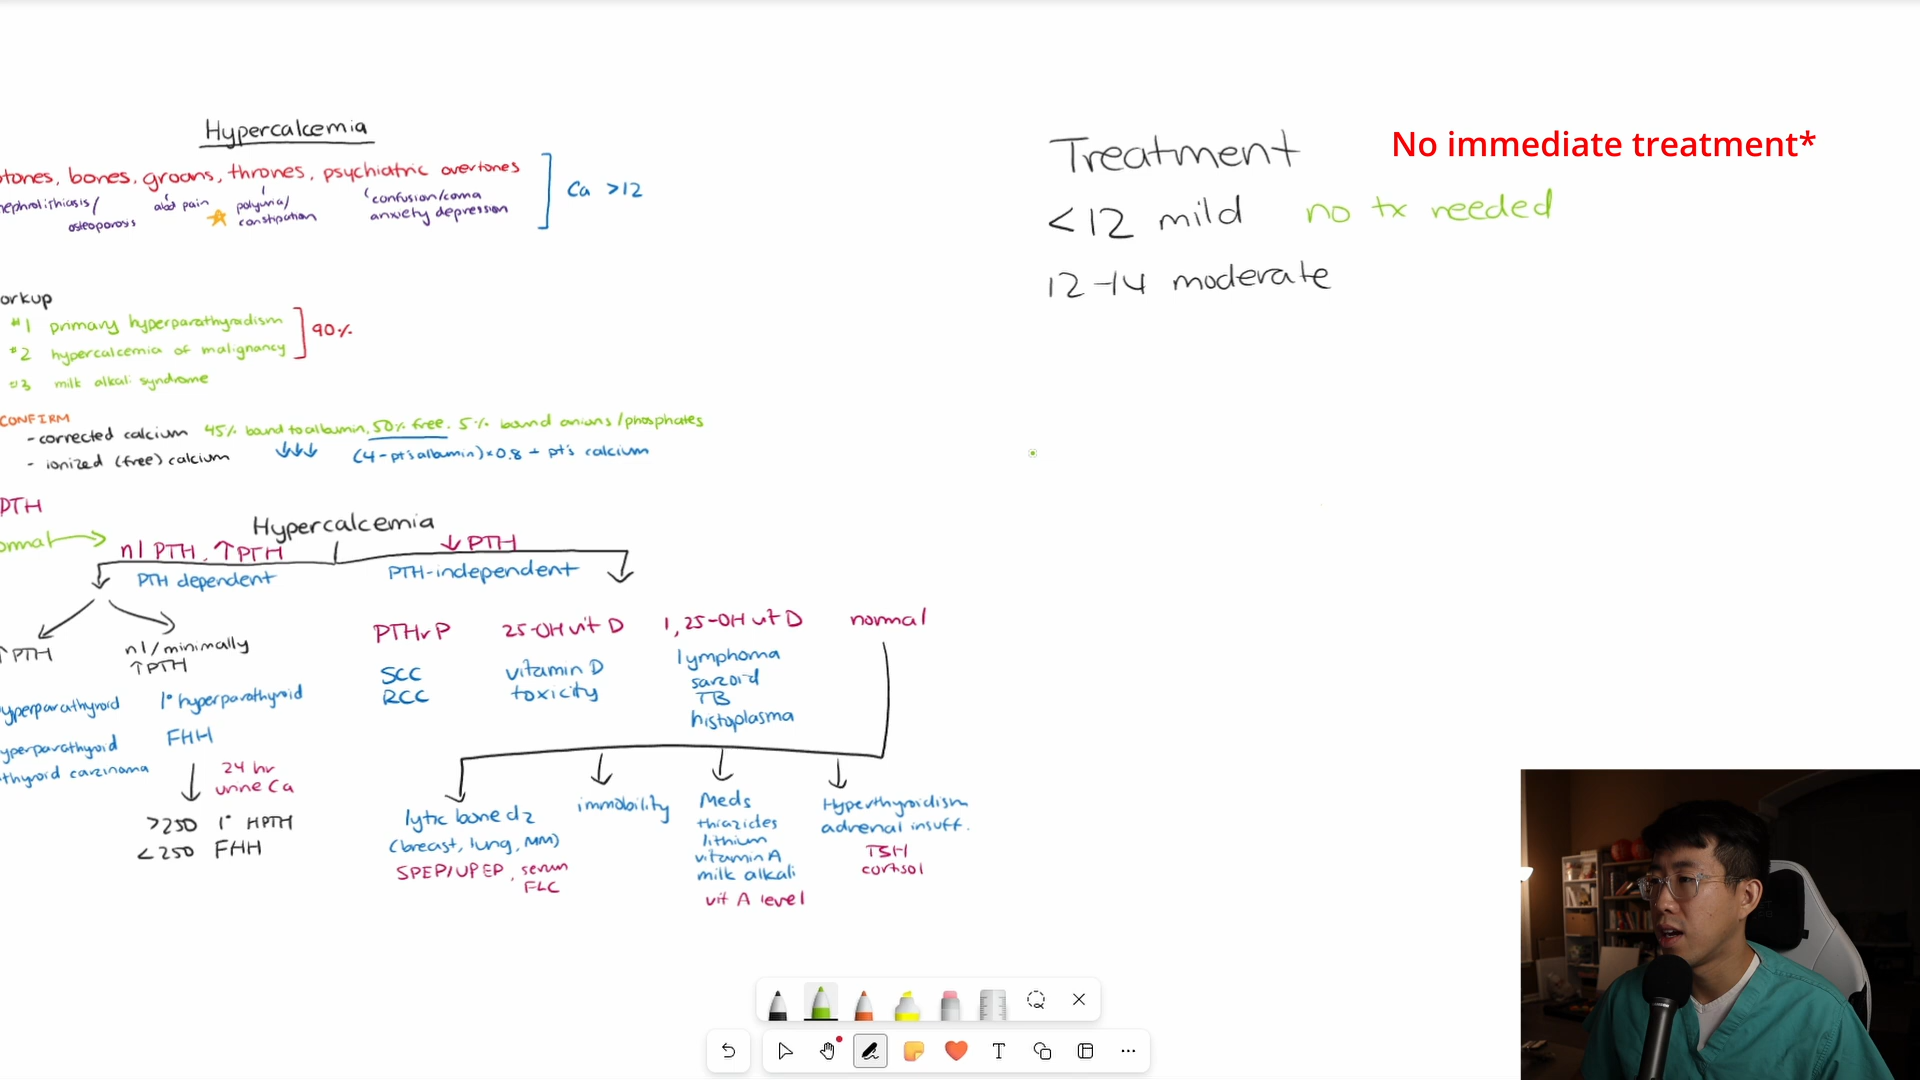 Hypercalcemia
tones, bones, groans, thrones, psychiatric overtones
nephrolithiasis/
osteoporosis
abd pain
polyuria/
constipation
confusion/coma
anxiety depression
Ca >12
orkup
#1 primary hyperparathyroidism
#2 hypercalcemia of malignancy
90%
#3 milk alkali syndrome
CONFIRM
- corrected calcium 45% bound to albumin, 50% free. 5% bound anions/phosphates
- ionized (free) calcium ↓↓↓ (4-pt's albumin)×0.8 + pt's calcium
PTH
Hypercalcemia
ormal → nl PTH, ↑PTH ↓PTH
PTH dependent PTH-independent
↑PTH
nl/minimally
↑PTH
yperparathyroid
yperparathyroid
thyroid carcinoma
1° hyperparathyroid
FHH
24 hr
urine Ca
>250 1° HPTH
<250 FHH
PTHrP
SCC
RCC
25-OH vit D
vitamin D
toxicity
1,25-OH vit D
lymphoma
sarcoid
TB
histoplasma
normal
lytic bone dz
(breast, lung, MM)
SPEP/UPEP, serum
FLC
immobility
Meds
thiazides
lithium
vitamin A
milk alkali
vit A level
Hyperthyroidism
adrenal insuff.
TSH
cortisol
Treatment
No immediate treatment*
<12 mild no tx needed
12-14 moderate